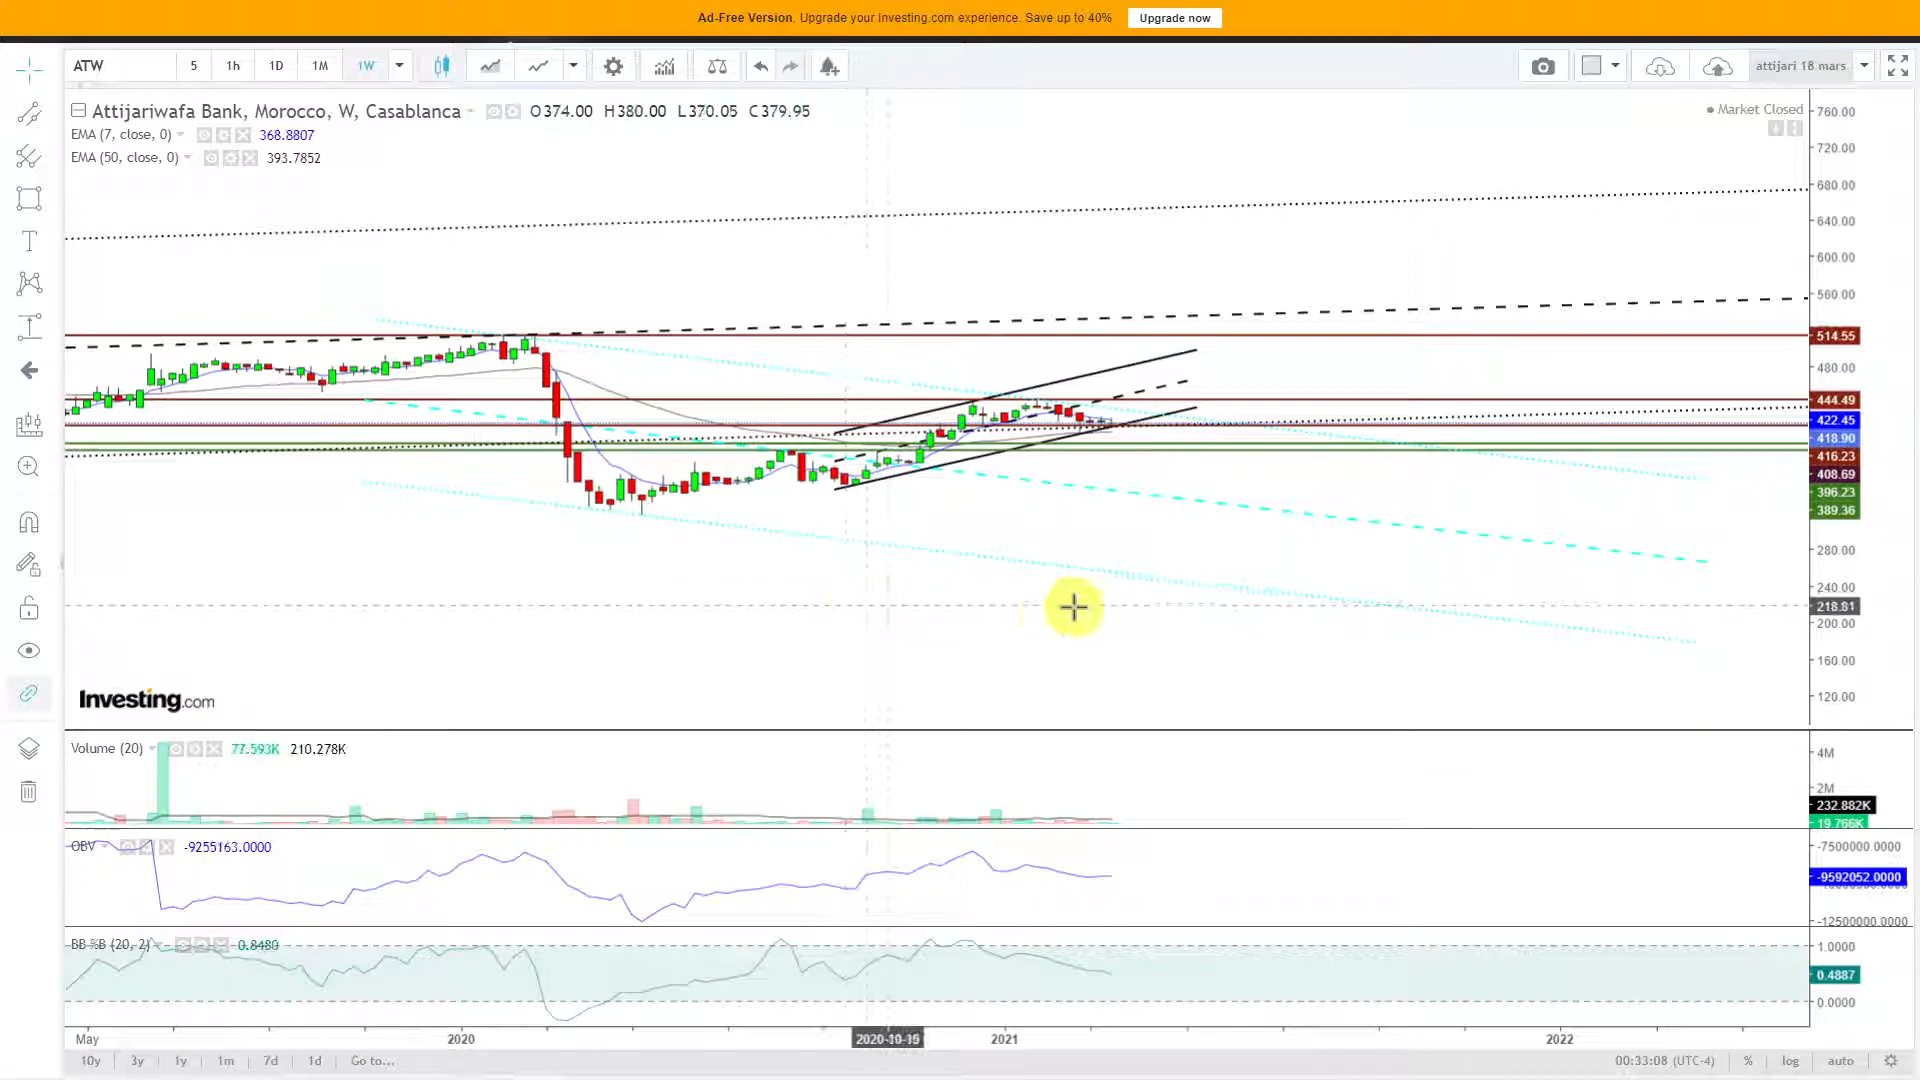 Ad-Free Version. Upgrade your Investing.com experience. Save up to 40% Upgrade now
ATW 5 1h 1D 1M 1W attijari 18 mars
Attijariwafa Bank, Morocco, W, Casablanca O374.00 H380.00 L370.05 C379.95
Market Closed
EMA (7, close, 0) 368.8807
EMA (50, close, 0) 393.7852
760.00
720.00
680.00
640.00
600.00
560.00
514.55
480.00
444.49
422.45
418.90
416.23
408.69
396.23
389.36
280.00
240.00
218.81
200.00
160.00
120.00
Investing.com
Volume (20) 77.593K 210.278K
4M
2M
232.882K
19.766K
OBV -9255163.0000
-7500000.0000
-9592052.0000
-12500000.0000
BB %B (20, 2) 0.8480
1.0000
0.4887
0.0000
May 2020 2020-10-15 2021 2022
10y 3y 1y 1m 7d 1d Go to... 00:33:08 (UTC-4) % log auto